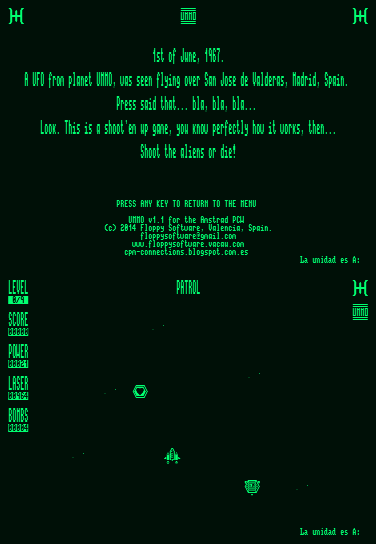 UMMO
1st of June, 1967.
A UFO from planet UMMO, was seen flying over San Jose de Valderas, Madrid, Spain.
Press said that... bla, bla, bla...
Look. This is a shoot'em up game, you know perfectly how it works, then...
Shoot the aliens or die!
PRESS ANY KEY TO RETURN TO THE MENU
UMMO v1.1 for the Amstrad PCW
(c) 2014 Floppy Software, Valencia, Spain.
floppysoftware@gmail.com
www.floppysoftware.vacau.com
cpm-connections.blogspot.com.es
La unidad es A:
LEVEL
PATROL
UMMO
SCORE
00000
POWER
LASER
BOMBS
00004
La unidad es A: